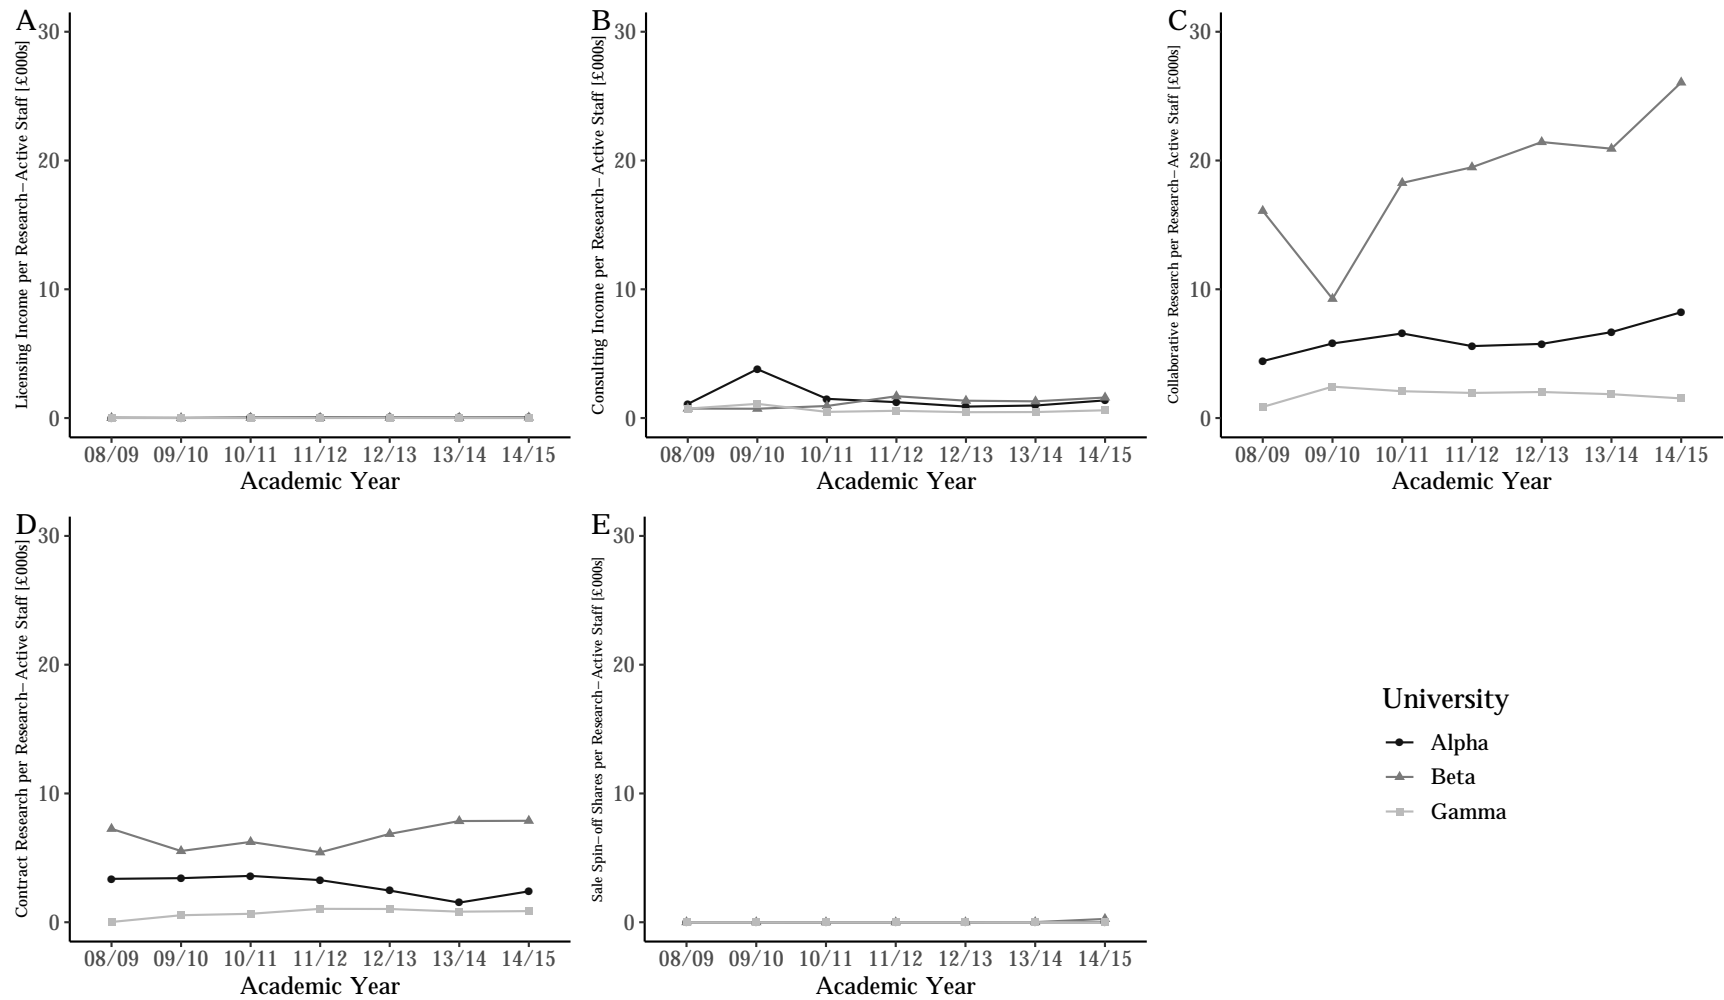 A
Licensing Income per Research−Active Staff [£000s]
30
20
10
0
08/09 09/10 10/11 11/12 12/13 13/14 14/15
Academic Year
B
Consulting Income per Research−Active Staff [£000s]
30
20
10
0
08/09 09/10 10/11 11/12 12/13 13/14 14/15
Academic Year
C
Collaborative Research per Research−Active Staff [£000s]
30
20
10
0
08/09 09/10 10/11 11/12 12/13 13/14 14/15
Academic Year
D
Contract Research per Research−Active Staff [£000s]
30
20
10
0
08/09 09/10 10/11 11/12 12/13 13/14 14/15
Academic Year
E
Sale Spin−off Shares per Research−Active Staff [£000s]
30
20
10
0
08/09 09/10 10/11 11/12 12/13 13/14 14/15
Academic Year
University
Alpha
Beta
Gamma